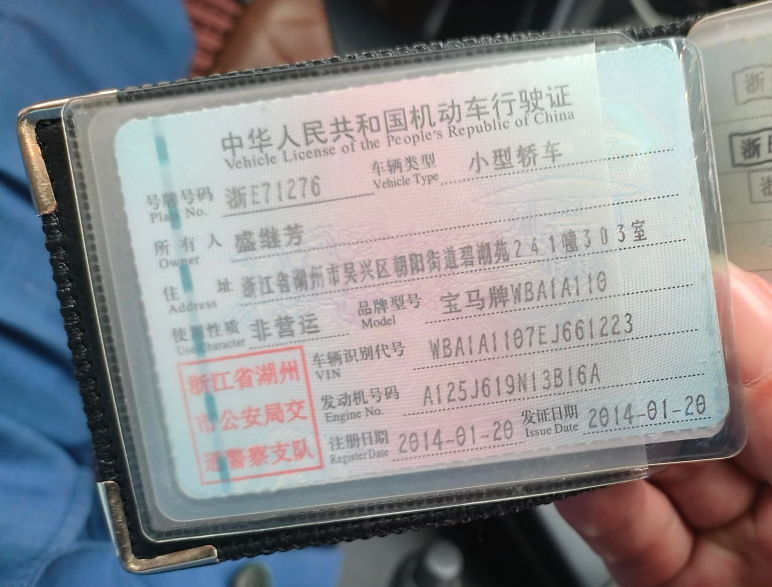 中华人民共和国机动车行驶证
Vehicle License of the People's Republic of China
号牌号码 浙E71276 车辆类型 小型轿车
Plate No. Vehicle Type
所有人 盛继芳
Owner
住址 浙江省湖州市吴兴区朝阳街道碧湖苑241幢303室
Address
使用性质 非营运 品牌型号 宝马牌WBA1A110
Use Character Model
浙江省湖州
市公安局交
通警察支队
车辆识别代号 WBA1A1107EJ661223
VIN
发动机号码 A125J619N13B16A
Engine No.
注册日期 2014-01-20 发证日期 2014-01-20
Register Date Issue Date
浙